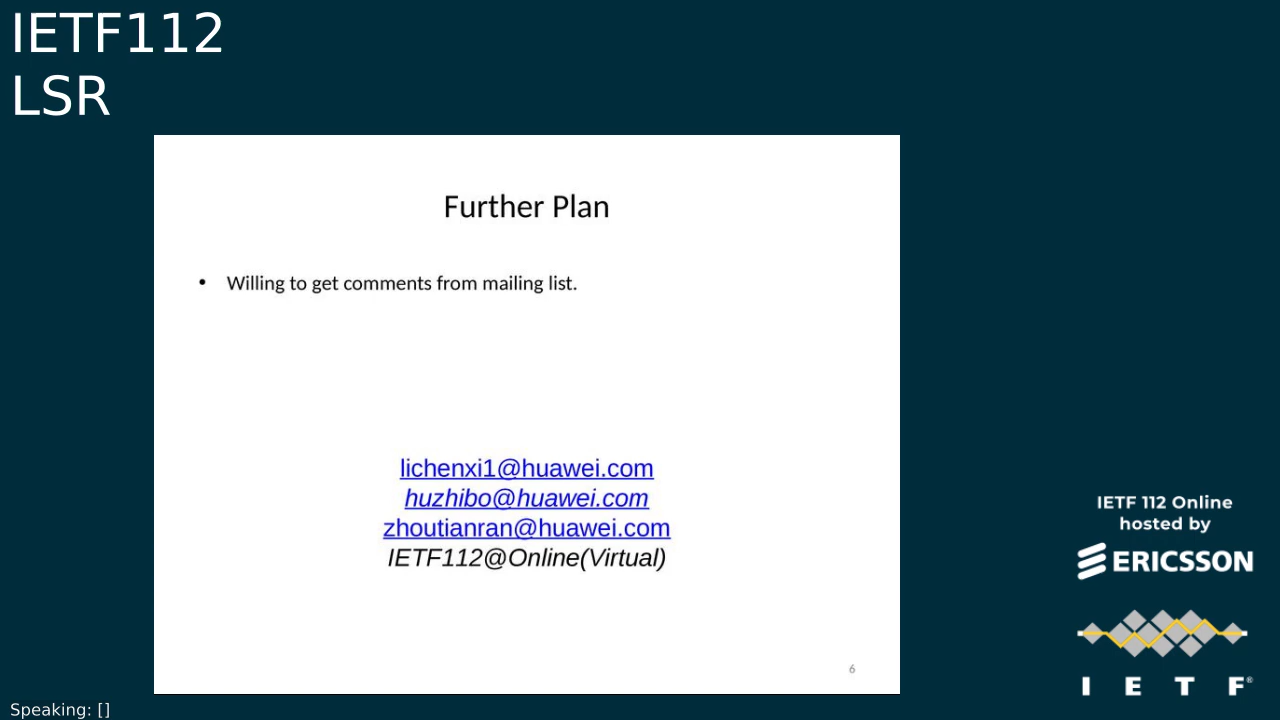 IETF112
LSR
Further Plan
• Willing to get comments from mailing list.
lichenxi1@huawei.com
huzhibo@huawei.com
zhoutianran@huawei.com
IETF112@Online(Virtual)
6
IETF 112 Online
hosted by
ERICSSON
I E T F®
Speaking: []